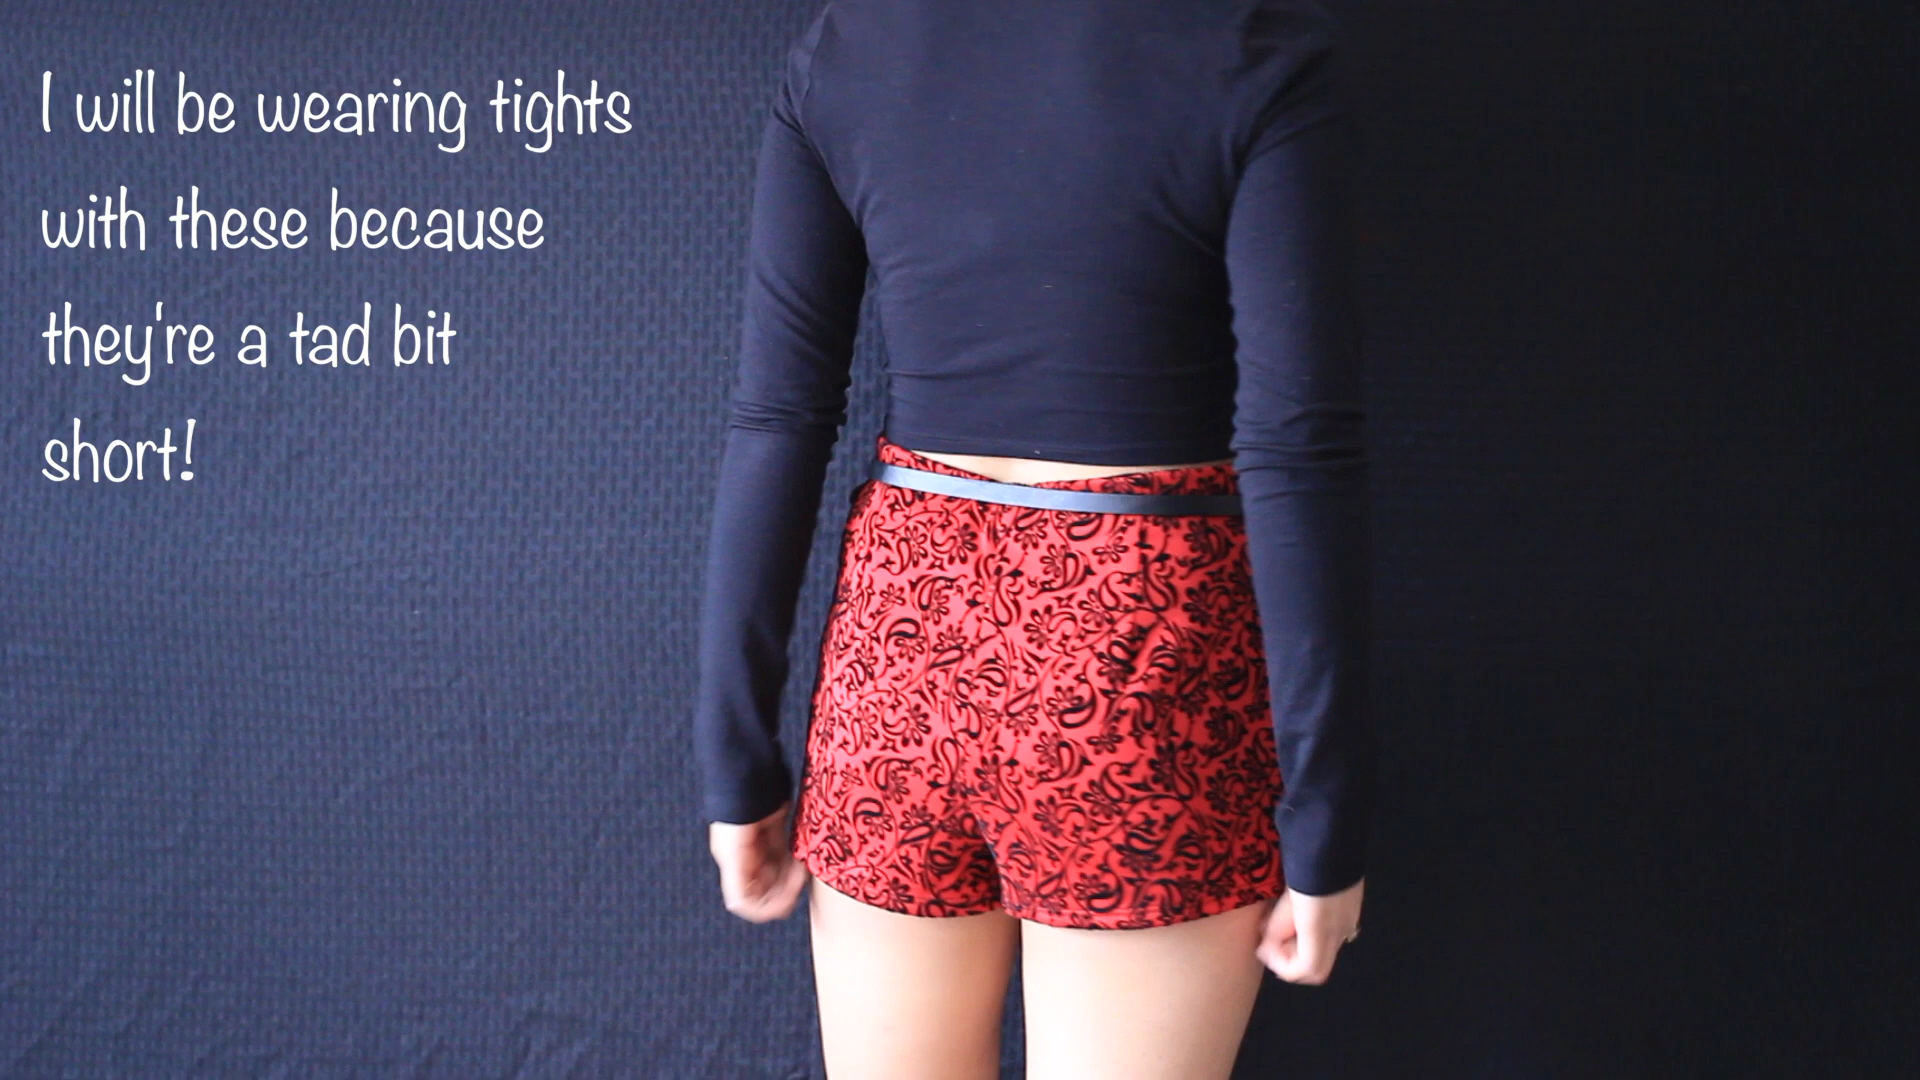 I will be wearing tights
with these because
they're a tad bit
short!